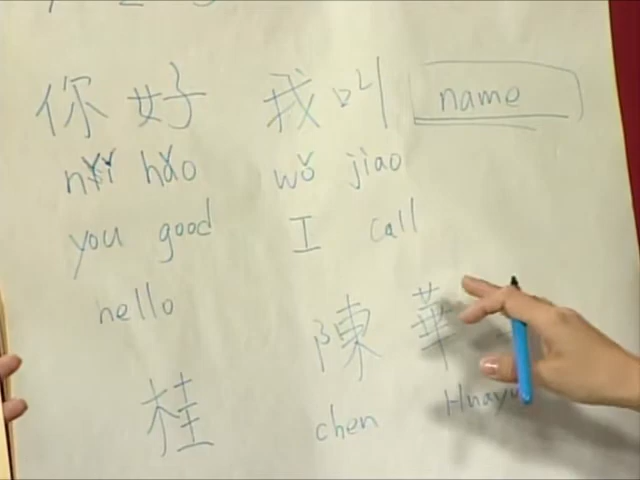 你好 我叫 name
nǐ hǎo wǒ jiao
you good I call
hello
陳 華
桂
chen